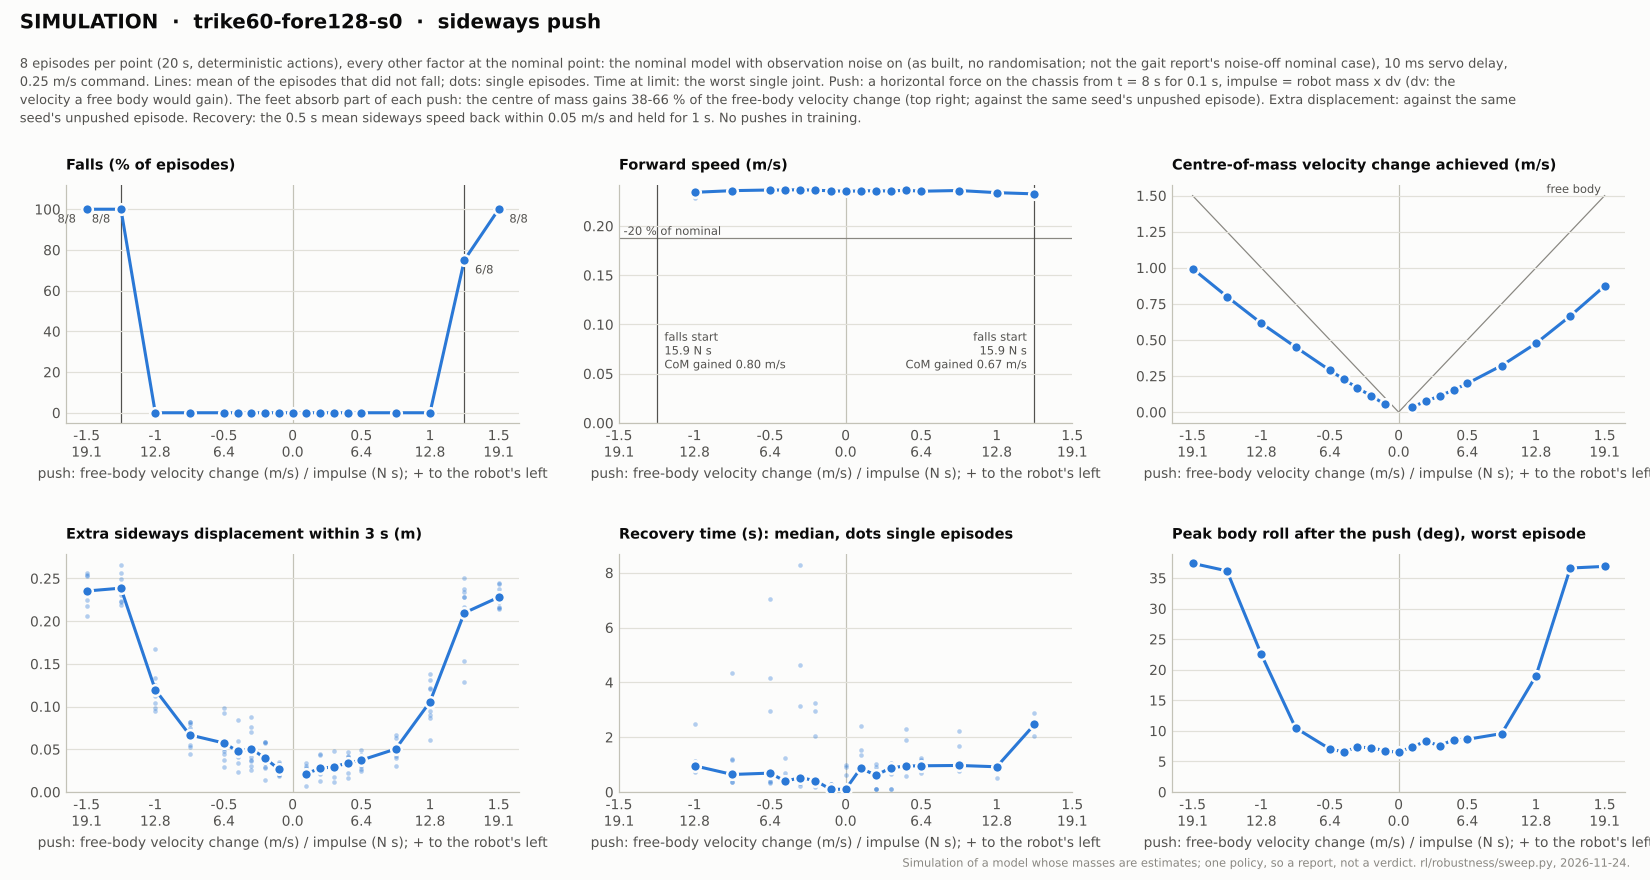 SIMULATION · trike60-fore128-s0 · sideways push
8 episodes per point (20 s, deterministic actions), every other factor at the nominal point: the nominal model with observation noise on (as built, no randomisation; not the gait report's noise-off nominal case), 10 ms servo delay,
0.25 m/s command. Lines: mean of the episodes that did not fall; dots: single episodes. Time at limit: the worst single joint. Push: a horizontal force on the chassis from t = 8 s for 0.1 s, impulse = robot mass x dv (dv: the
velocity a free body would gain). The feet absorb part of each push: the centre of mass gains 38-66 % of the free-body velocity change (top right; against the same seed's unpushed episode). Extra displacement: against the same
seed's unpushed episode. Recovery: the 0.5 s mean sideways speed back within 0.05 m/s and held for 1 s. No pushes in training.
Falls (% of episodes)
100
80
60
40
20
0
8/8
8/8
6/8
8/8
-1.5 -1 -0.5 0 0.5 1 1.5
19.1 12.8 6.4 0.0 6.4 12.8 19.1
push: free-body velocity change (m/s) / impulse (N s); + to the robot's left
Forward speed (m/s)
0.20
0.15
0.10
0.05
0.00
-20 % of nominal
falls start
15.9 N s
CoM gained 0.80 m/s
falls start
15.9 N s
CoM gained 0.67 m/s
-1.5 -1 -0.5 0 0.5 1 1.5
19.1 12.8 6.4 0.0 6.4 12.8 19.1
push: free-body velocity change (m/s) / impulse (N s); + to the robot's left
Centre-of-mass velocity change achieved (m/s)
free body
1.50
1.25
1.00
0.75
0.50
0.25
0.00
-1.5 -1 -0.5 0 0.5 1 1.5
19.1 12.8 6.4 0.0 6.4 12.8 19.1
push: free-body velocity change (m/s) / impulse (N s); + to the robot's left
Extra sideways displacement within 3 s (m)
0.25
0.20
0.15
0.10
0.05
0.00
-1.5 -1 -0.5 0 0.5 1 1.5
19.1 12.8 6.4 0.0 6.4 12.8 19.1
push: free-body velocity change (m/s) / impulse (N s); + to the robot's left
Recovery time (s): median, dots single episodes
8
6
4
2
0
-1.5 -1 -0.5 0 0.5 1 1.5
19.1 12.8 6.4 0.0 6.4 12.8 19.1
push: free-body velocity change (m/s) / impulse (N s); + to the robot's left
Peak body roll after the push (deg), worst episode
35
30
25
20
15
10
5
0
-1.5 -1 -0.5 0 0.5 1 1.5
19.1 12.8 6.4 0.0 6.4 12.8 19.1
push: free-body velocity change (m/s) / impulse (N s); + to the robot's left
Simulation of a model whose masses are estimates; one policy, so a report, not a verdict. rl/robustness/sweep.py, 2026-11-24.